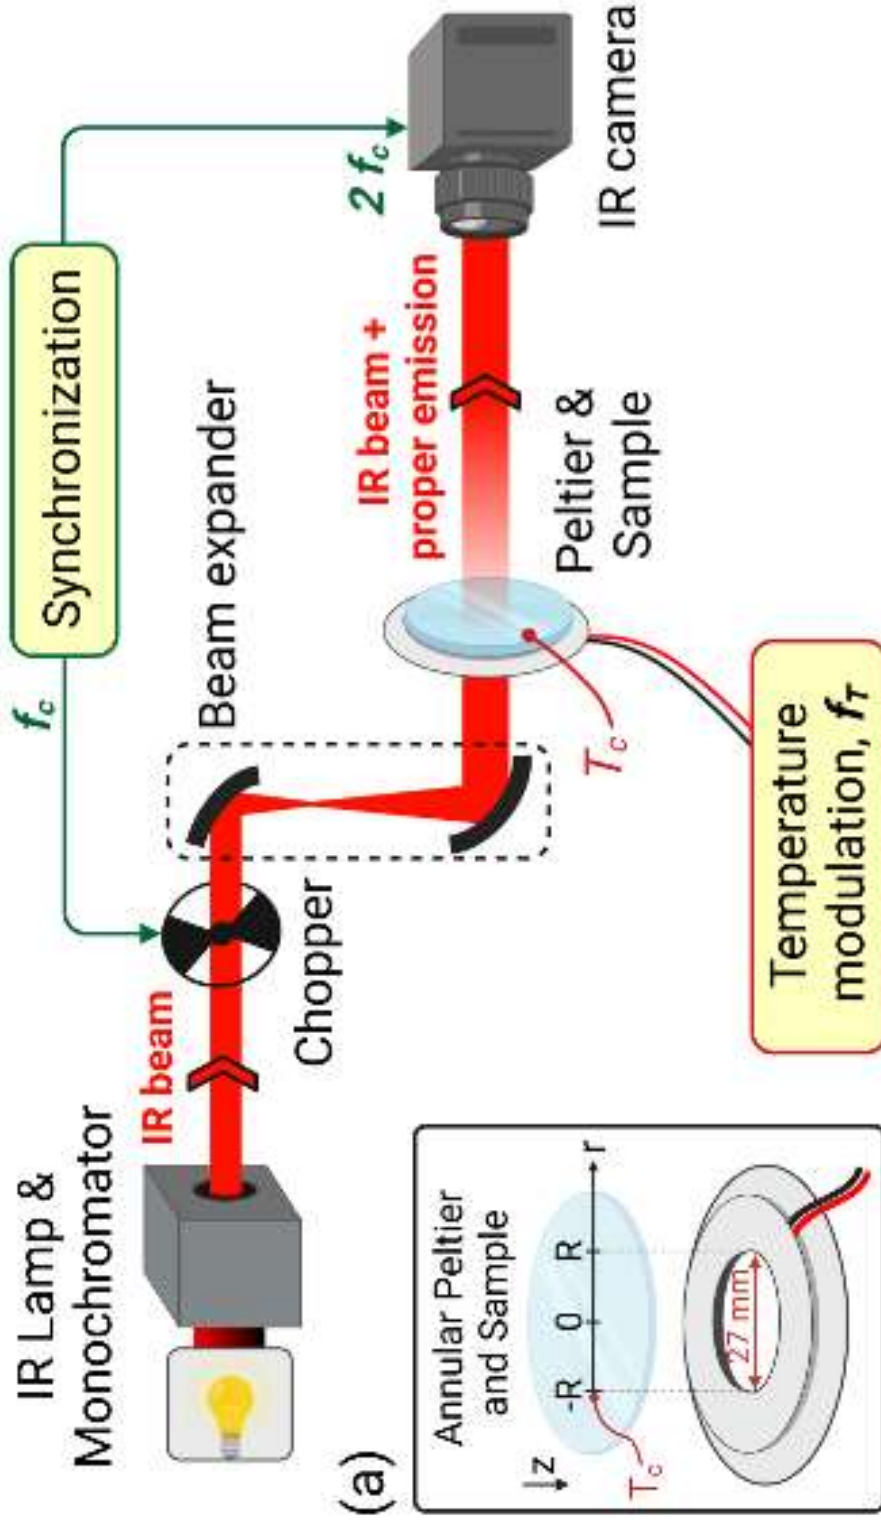 (a)
IR Lamp &
Monochromator
IR beam
Chopper
f_c
Synchronization
Beam expander
2 f_c
IR beam +
proper emission
IR camera
Peltier &
Sample
T_c
Temperature
modulation, f_T
Annular Peltier
and Sample
z
-R 0 R r
T_c
27 mm